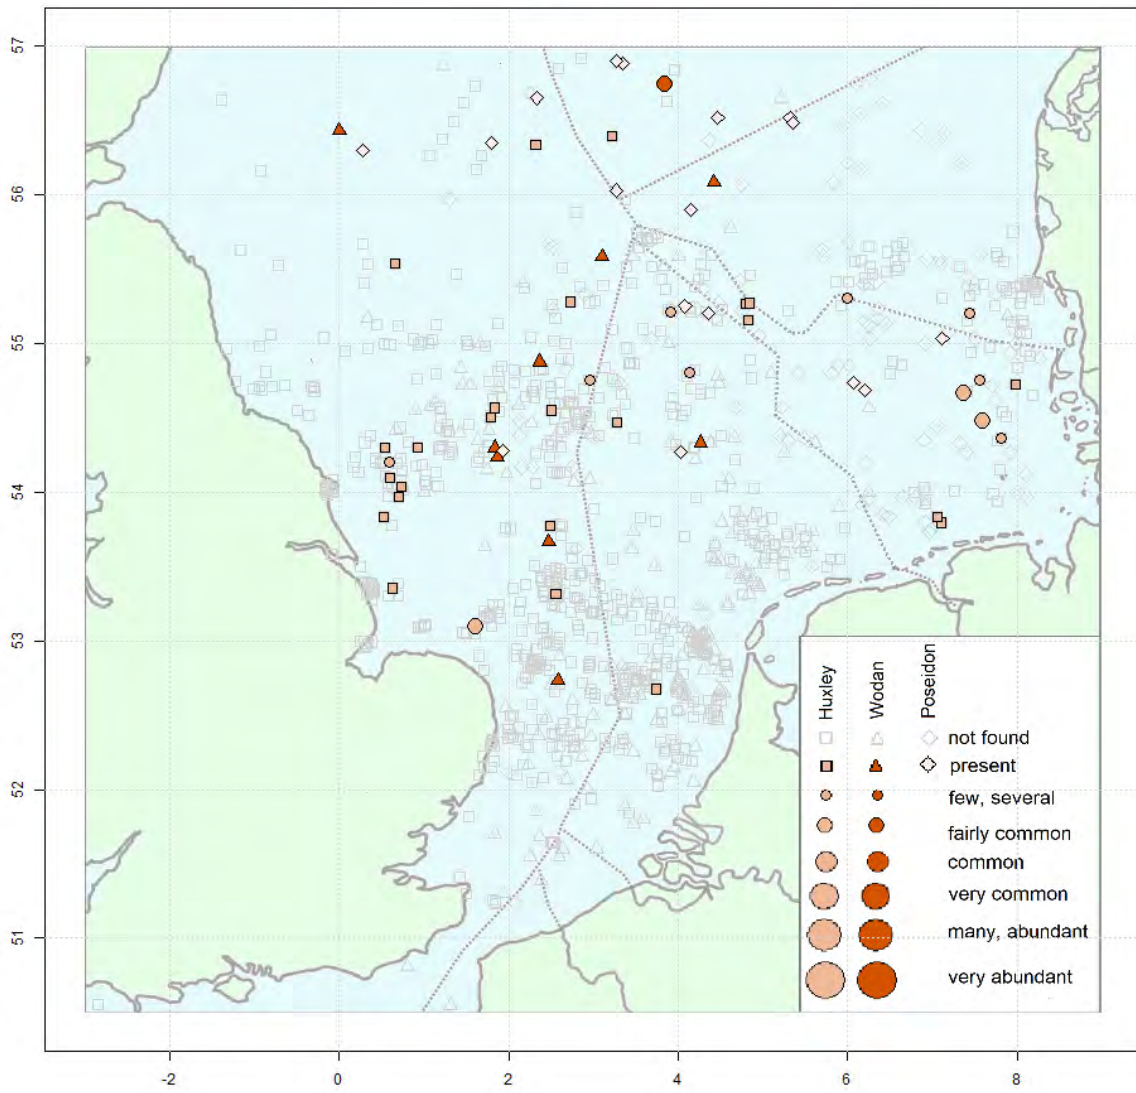 57
56
55
54
53
52
51
Huxley Wodan Poseidon
not found
present
few, several
fairly common
common
very common
many, abundant
very abundant
-2 0 2 4 6 8